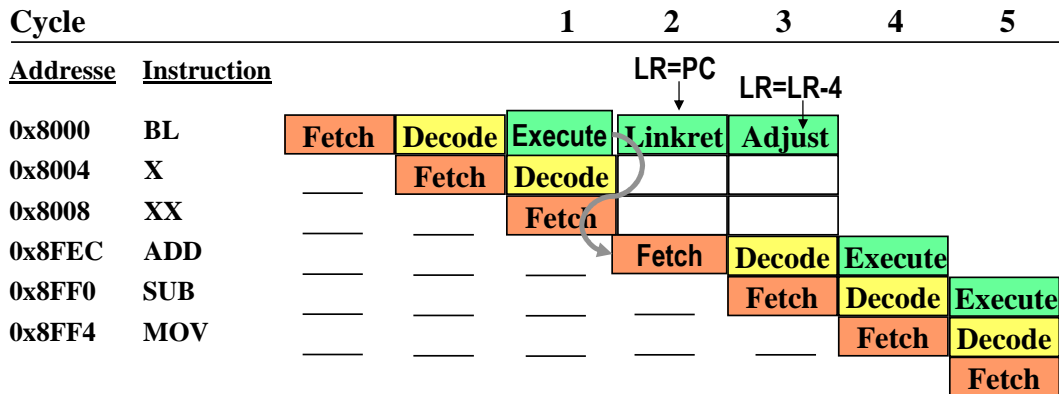 Cycle 1 2 3 4 5
Addresse Instruction LR=PC LR=LR-4
0x8000 BL Fetch Decode Execute Linkret Adjust
0x8004 X Fetch Decode
0x8008 XX Fetch
0x8FEC ADD Fetch Decode Execute
0x8FF0 SUB Fetch Decode Execute
0x8FF4 MOV Fetch Decode
Fetch